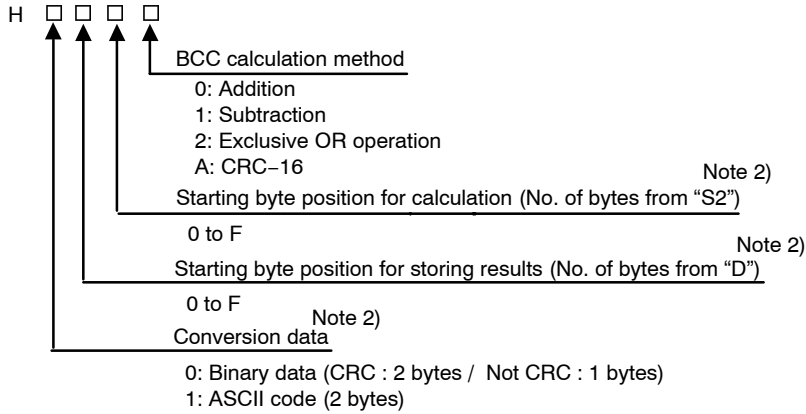 H □ □ □ □
BCC calculation method
0: Addition
1: Subtraction
2: Exclusive OR operation
A: CRC−16
Note 2)
Starting byte position for calculation (No. of bytes from “S2”)
0 to F
Note 2)
Starting byte position for storing results (No. of bytes from “D”)
0 to F
Note 2)
Conversion data
0: Binary data (CRC : 2 bytes / Not CRC : 1 bytes)
1: ASCII code (2 bytes)